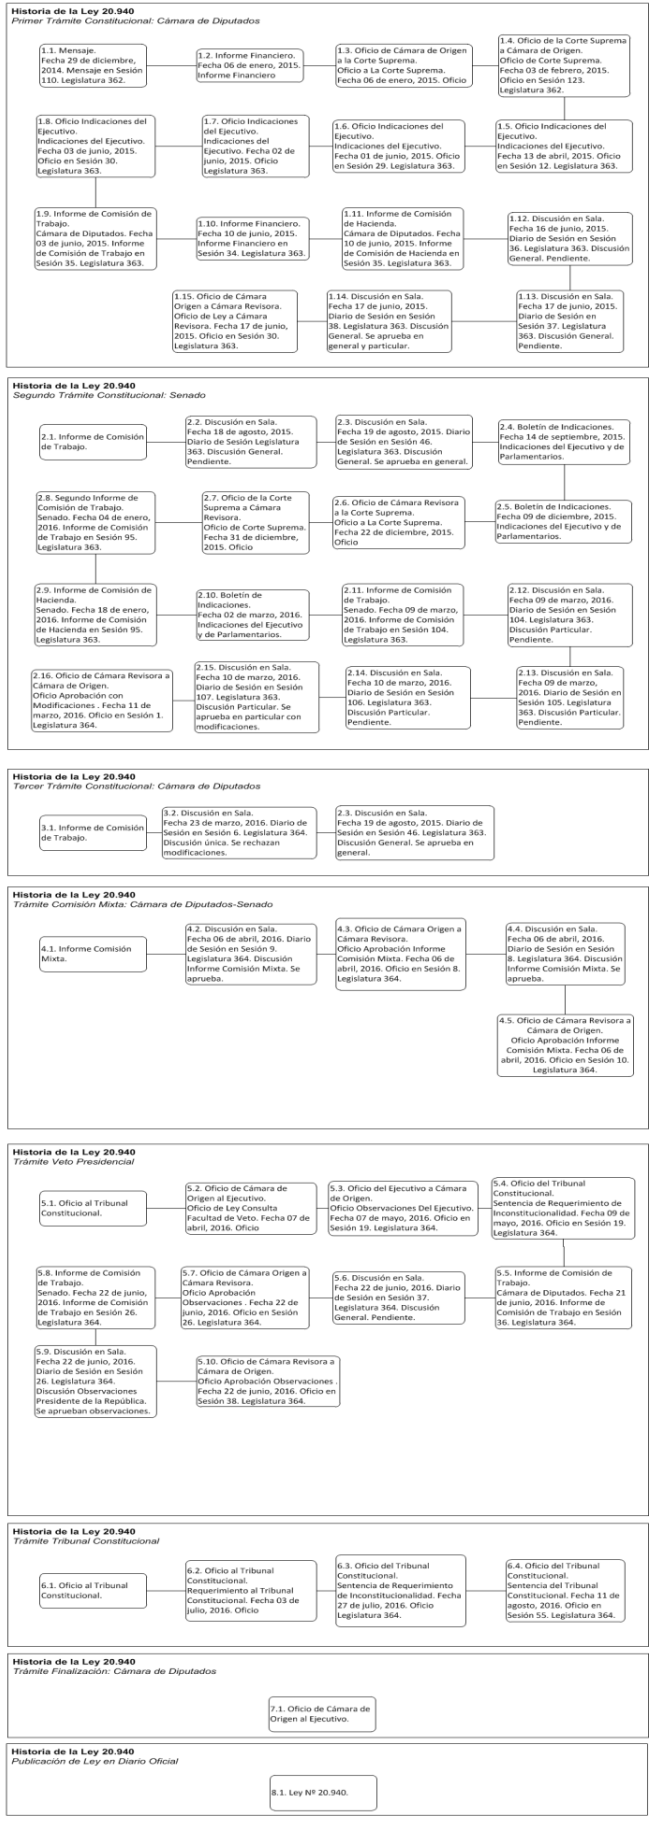 Historia de la Ley 20.940
Primer Trámite Constitucional: Cámara de Diputados
1.1. Mensaje.
Fecha 29 de diciembre,
2014. Mensaje en Sesión
110. Legislatura 362.
1.2. Informe Financiero.
Fecha 06 de enero, 2015.
Informe Financiero
1.3. Oficio de Cámara de Origen
a la Corte Suprema.
Oficio a La Corte Suprema.
Fecha 06 de enero, 2015. Oficio
1.4. Oficio de la Corte Suprema
a Cámara de Origen.
Oficio de Corte Suprema.
Fecha 03 de febrero, 2015.
Oficio en Sesión 123.
Legislatura 362.
1.8. Oficio Indicaciones del
Ejecutivo.
Indicaciones del Ejecutivo.
Fecha 03 de junio, 2015.
Oficio en Sesión 30.
Legislatura 363.
1.7. Oficio Indicaciones
del Ejecutivo.
Indicaciones del
Ejecutivo. Fecha 02 de
junio, 2015. Oficio
Legislatura 363.
1.6. Oficio Indicaciones del
Ejecutivo.
Indicaciones del Ejecutivo.
Fecha 01 de junio, 2015. Oficio
en Sesión 29. Legislatura 363.
1.5. Oficio Indicaciones del
Ejecutivo.
Indicaciones del Ejecutivo.
Fecha 13 de abril, 2015. Oficio
en Sesión 12. Legislatura 363.
1.9. Informe de Comisión de
Trabajo.
Cámara de Diputados. Fecha
03 de junio, 2015. Informe
de Comisión de Trabajo en
Sesión 35. Legislatura 363.
1.10. Informe Financiero.
Fecha 10 de junio, 2015.
Informe Financiero en
Sesión 34. Legislatura 363.
1.11. Informe de Comisión
de Hacienda.
Cámara de Diputados. Fecha
10 de junio, 2015. Informe
de Comisión de Hacienda en
Sesión 35. Legislatura 363.
1.12. Discusión en Sala.
Fecha 16 de junio, 2015.
Diario de Sesión en Sesión
36. Legislatura 363. Discusión
General. Pendiente.
1.15. Oficio de Cámara
Origen a Cámara Revisora.
Oficio de Ley a Cámara
Revisora. Fecha 17 de junio,
2015. Oficio en Sesión 30.
Legislatura 363.
1.14. Discusión en Sala.
Fecha 17 de junio, 2015.
Diario de Sesión en Sesión
38. Legislatura 363. Discusión
General. Se aprueba en
general y particular.
1.13. Discusión en Sala.
Fecha 17 de junio, 2015.
Diario de Sesión en
Sesión 37. Legislatura
363. Discusión General.
Pendiente.
Historia de la Ley 20.940
Segundo Trámite Constitucional: Senado
2.1. Informe de Comisión
de Trabajo.
2.2. Discusión en Sala.
Fecha 18 de agosto, 2015.
Diario de Sesión Legislatura
363. Discusión General.
Pendiente.
2.3. Discusión en Sala.
Fecha 19 de agosto, 2015. Diario
de Sesión en Sesión 46.
Legislatura 363. Discusión
General. Se aprueba en general.
2.4. Boletín de Indicaciones.
Fecha 14 de septiembre, 2015.
Indicaciones del Ejecutivo y de
Parlamentarios.
2.8. Segundo Informe de
Comisión de Trabajo.
Senado. Fecha 04 de enero,
2016. Informe de Comisión de
Trabajo en Sesión 95.
Legislatura 363.
2.7. Oficio de la Corte
Suprema a Cámara
Revisora.
Oficio de Corte Suprema.
Fecha 31 de diciembre,
2015. Oficio
2.6. Oficio de Cámara Revisora
a la Corte Suprema.
Oficio a La Corte Suprema.
Fecha 22 de diciembre, 2015.
Oficio
2.5. Boletín de Indicaciones.
Fecha 09 de diciembre, 2015.
Indicaciones del Ejecutivo y de
Parlamentarios.
2.9. Informe de Comisión de
Hacienda.
Senado. Fecha 18 de enero,
2016. Informe de Comisión
de Hacienda en Sesión 95.
Legislatura 363.
2.10. Boletín de
Indicaciones.
Fecha 02 de marzo, 2016.
Indicaciones del Ejecutivo
y de Parlamentarios.
2.11. Informe de Comisión
de Trabajo.
Senado. Fecha 09 de marzo,
2016. Informe de Comisión de
Trabajo en Sesión 104.
Legislatura 363.
2.12. Discusión en Sala.
Fecha 09 de marzo, 2016.
Diario de Sesión en Sesión
104. Legislatura 363.
Discusión Particular.
Pendiente.
2.16. Oficio de Cámara Revisora a
Cámara de Origen.
Oficio Aprobación con
Modificaciones . Fecha 11 de
marzo, 2016. Oficio en Sesión 1.
Legislatura 364.
2.15. Discusión en Sala.
Fecha 10 de marzo, 2016.
Diario de Sesión en Sesión
107. Legislatura 363.
Discusión Particular. Se
aprueba en particular con
modificaciones.
2.14. Discusión en Sala.
Fecha 10 de marzo, 2016.
Diario de Sesión en Sesión
106. Legislatura 363.
Discusión Particular.
Pendiente.
2.13. Discusión en Sala.
Fecha 09 de marzo,
2016. Diario de Sesión en
Sesión 105. Legislatura
363. Discusión Particular.
Pendiente.
Historia de la Ley 20.940
Tercer Trámite Constitucional: Cámara de Diputados
3.1. Informe de Comisión
de Trabajo.
3.2. Discusión en Sala.
Fecha 23 de marzo, 2016. Diario de
Sesión en Sesión 6. Legislatura 364.
Discusión única. Se rechazan
modificaciones.
2.3. Discusión en Sala.
Fecha 19 de agosto, 2015. Diario de
Sesión en Sesión 46. Legislatura 363.
Discusión General. Se aprueba en
general.
Historia de la Ley 20.940
Trámite Comisión Mixta: Cámara de Diputados-Senado
4.1. Informe Comisión
Mixta.
4.2. Discusión en Sala.
Fecha 06 de abril, 2016. Diario
de Sesión en Sesión 9.
Legislatura 364. Discusión
Informe Comisión Mixta. Se
aprueba.
4.3. Oficio de Cámara Origen a
Cámara Revisora.
Oficio Aprobación Informe
Comisión Mixta. Fecha 06 de
abril, 2016. Oficio en Sesión 8.
Legislatura 364.
4.4. Discusión en Sala.
Fecha 06 de abril, 2016.
Diario de Sesión en Sesión
8. Legislatura 364. Discusión
Informe Comisión Mixta. Se
aprueba.
4.5. Oficio de Cámara Revisora a
Cámara de Origen.
Oficio Aprobación Informe
Comisión Mixta. Fecha 06 de
abril, 2016. Oficio en Sesión 10.
Legislatura 364.
Historia de la Ley 20.940
Trámite Veto Presidencial
5.1. Oficio al Tribunal
Constitucional.
5.2. Oficio de Cámara de
Origen al Ejecutivo.
Oficio de Ley Consulta
Facultad de Veto. Fecha 07 de
abril, 2016. Oficio
5.3. Oficio del Ejecutivo a Cámara
de Origen.
Oficio Observaciones Del Ejecutivo.
Fecha 07 de mayo, 2016. Oficio en
Sesión 19. Legislatura 364.
5.4. Oficio del Tribunal
Constitucional.
Sentencia de Requerimiento de
Inconstitucionalidad. Fecha 09 de
mayo, 2016. Oficio en Sesión 19.
Legislatura 364.
5.8. Informe de Comisión
de Trabajo.
Senado. Fecha 22 de junio,
2016. Informe de Comisión
de Trabajo en Sesión 26.
Legislatura 364.
5.7. Oficio de Cámara Origen a
Cámara Revisora.
Oficio Aprobación
Observaciones . Fecha 22 de
junio, 2016. Oficio en Sesión
26. Legislatura 364.
5.6. Discusión en Sala.
Fecha 22 de junio, 2016. Diario
de Sesión en Sesión 37.
Legislatura 364. Discusión
General. Pendiente.
5.5. Informe de Comisión de
Trabajo.
Cámara de Diputados. Fecha 21
de junio, 2016. Informe de
Comisión de Trabajo en Sesión
36. Legislatura 364.
5.9. Discusión en Sala.
Fecha 22 de junio, 2016.
Diario de Sesión en Sesión
26. Legislatura 364.
Discusión Observaciones
Presidente de la República.
Se aprueban observaciones.
5.10. Oficio de Cámara Revisora a
Cámara de Origen.
Oficio Aprobación Observaciones .
Fecha 22 de junio, 2016. Oficio en
Sesión 38. Legislatura 364.
Historia de la Ley 20.940
Trámite Tribunal Constitucional
6.1. Oficio al Tribunal
Constitucional.
6.2. Oficio al Tribunal
Constitucional.
Requerimiento al Tribunal
Constitucional. Fecha 03 de
julio, 2016. Oficio
6.3. Oficio del Tribunal
Constitucional.
Sentencia de Requerimiento
de Inconstitucionalidad. Fecha
27 de julio, 2016. Oficio
Legislatura 364.
6.4. Oficio del Tribunal
Constitucional.
Sentencia del Tribunal
Constitucional. Fecha 11 de
agosto, 2016. Oficio en
Sesión 55. Legislatura 364.
Historia de la Ley 20.940
Trámite Finalización: Cámara de Diputados
7.1. Oficio de Cámara de
Origen al Ejecutivo.
Historia de la Ley 20.940
Publicación de Ley en Diario Oficial
8.1. Ley Nº 20.940.